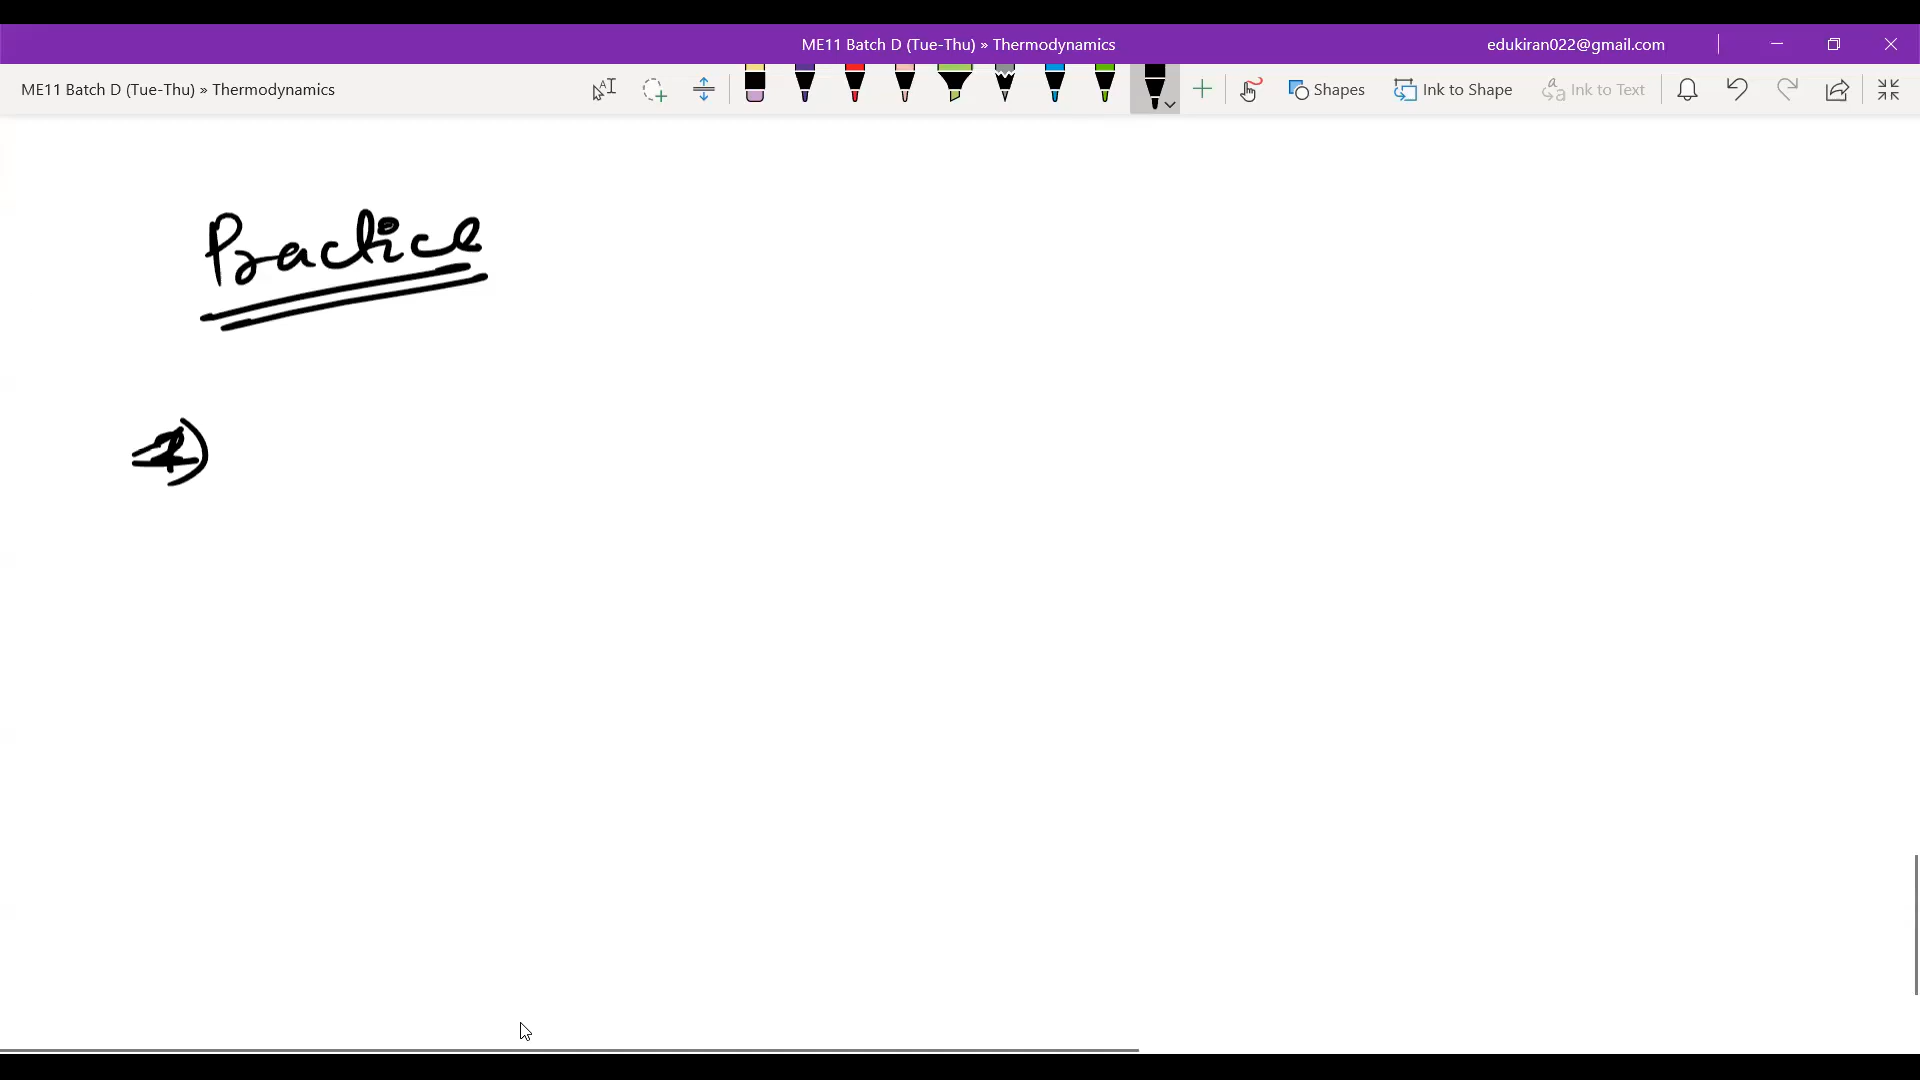 ME11 Batch D (Tue-Thu) » Thermodynamics
edukiran022@gmail.com
ME11 Batch D (Tue-Thu) » Thermodynamics
Shapes
Ink to Shape
Ink to Text
Practice